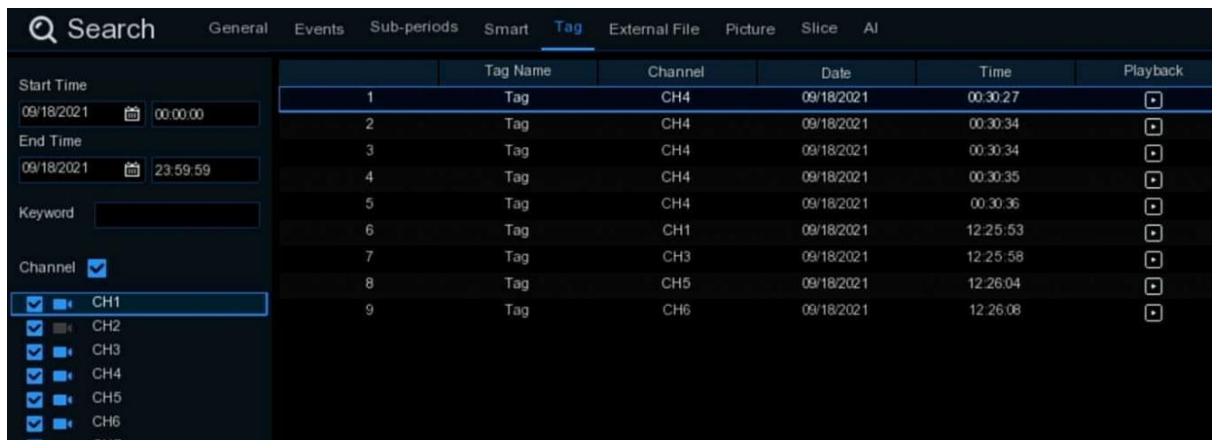 Search General Events Sub-periods Smart Tag External File Picture Slice AI
Start Time
09/18/2021 00:00:00
End Time
09/18/2021 23:59:59
Keyword
Channel
CH1
CH2
CH3
CH4
CH5
CH6
Tag Name Channel Date Time Playback
1 Tag CH4 09/18/2021 00:30:27
2 Tag CH4 09/18/2021 00:30:34
3 Tag CH4 09/18/2021 00:30:34
4 Tag CH4 09/18/2021 00:30:35
5 Tag CH4 09/18/2021 00:30:36
6 Tag CH1 09/18/2021 12:25:53
7 Tag CH3 09/18/2021 12:25:58
8 Tag CH5 09/18/2021 12:26:04
9 Tag CH6 09/18/2021 12:26:08